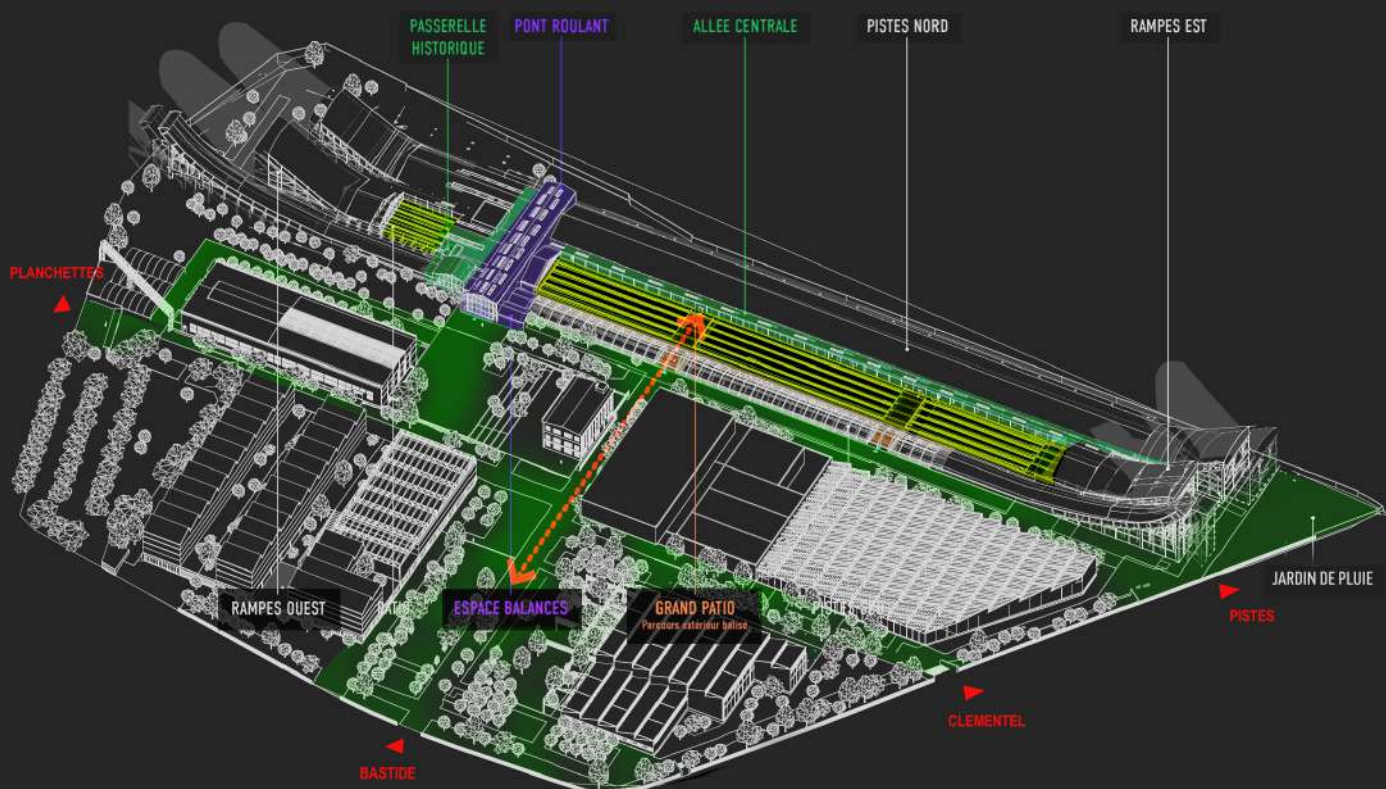 PASSERELLE
HISTORIQUE
PONT ROULANT
ALLEE CENTRALE
PISTES NORD
RAMPES EST
PLANCHETTES
RAMPES OUEST
ESPACE BALANCES
GRAND PATIO
Parcours extérieur balisé
JARDIN DE PLUIE
PISTES
CLEMENTEL
BASTIDE